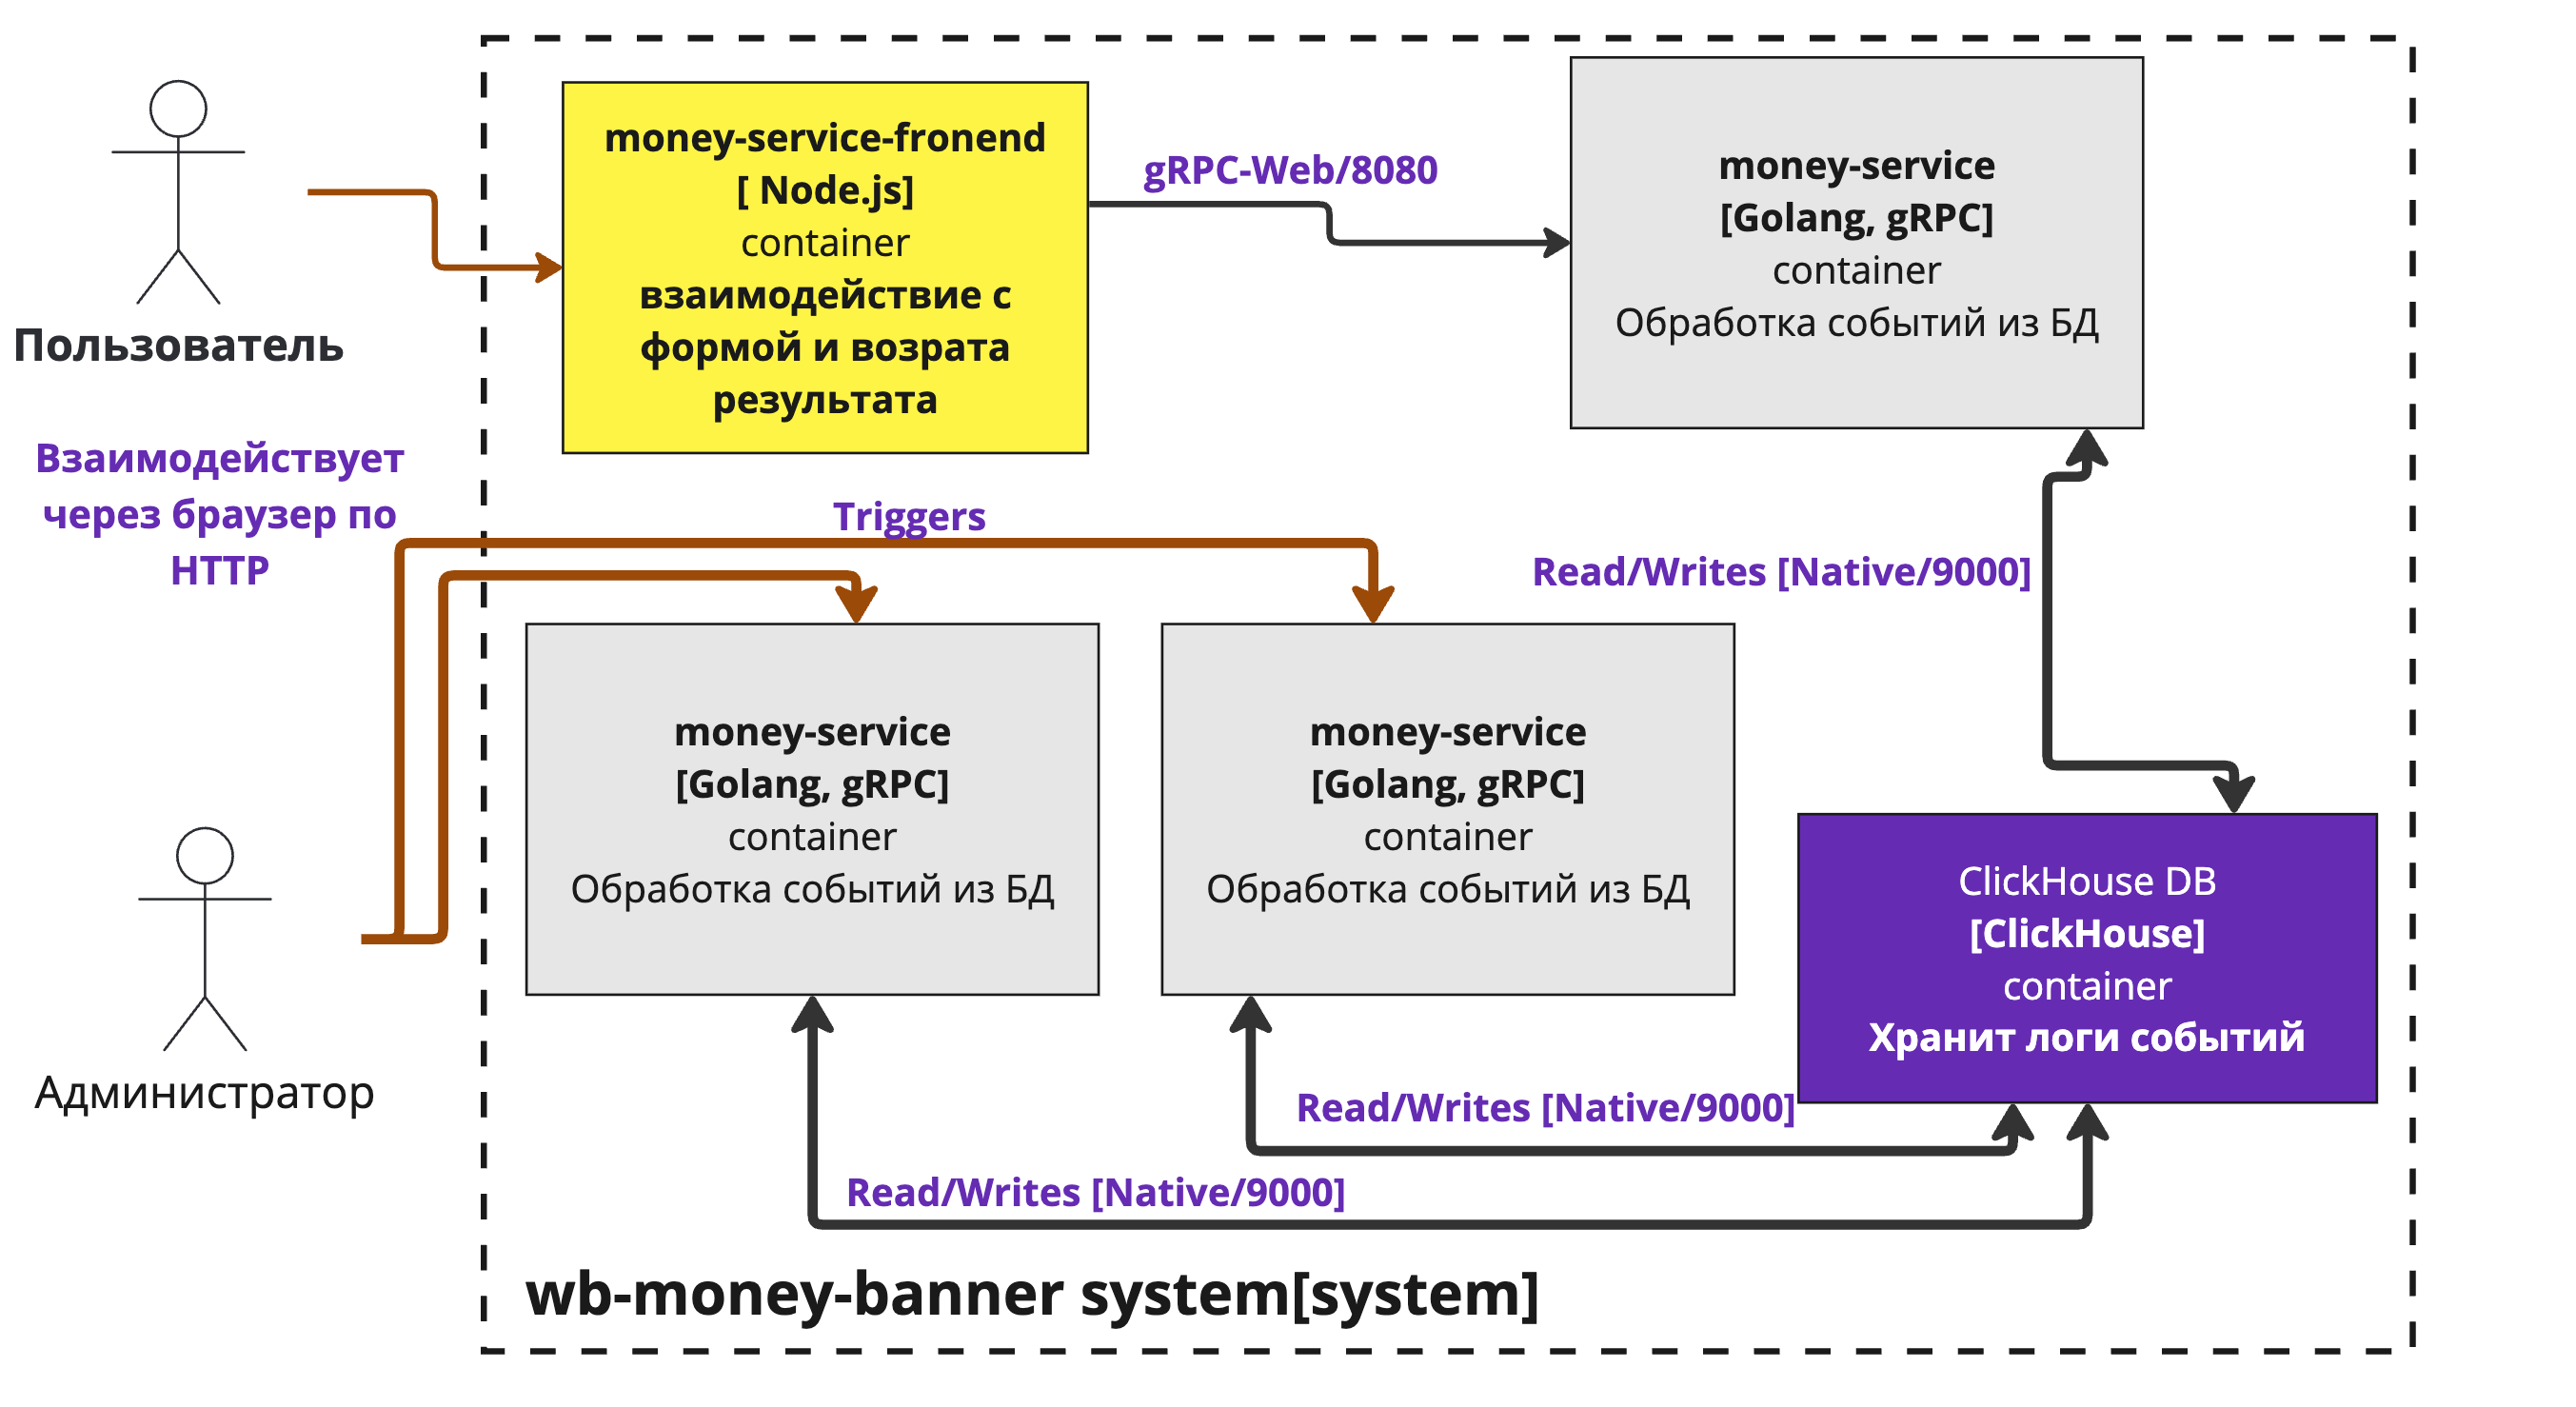 money-service-fronend
[ Node.js]
container
взаимодействие с
формой и возрата
результата
gRPC-Web/8080
money-service
[Golang, gRPC]
container
Обработка событий из БД
Пользователь
Взаимодействует
через браузер по
HTTP
Triggers
Read/Writes [Native/9000]
money-service
[Golang, gRPC]
container
Обработка событий из БД
money-service
[Golang, gRPC]
container
Обработка событий из БД
ClickHouse DB
[ClickHouse]
container
Хранит логи событий
Администратор
Read/Writes [Native/9000]
Read/Writes [Native/9000]
wb-money-banner system[system]